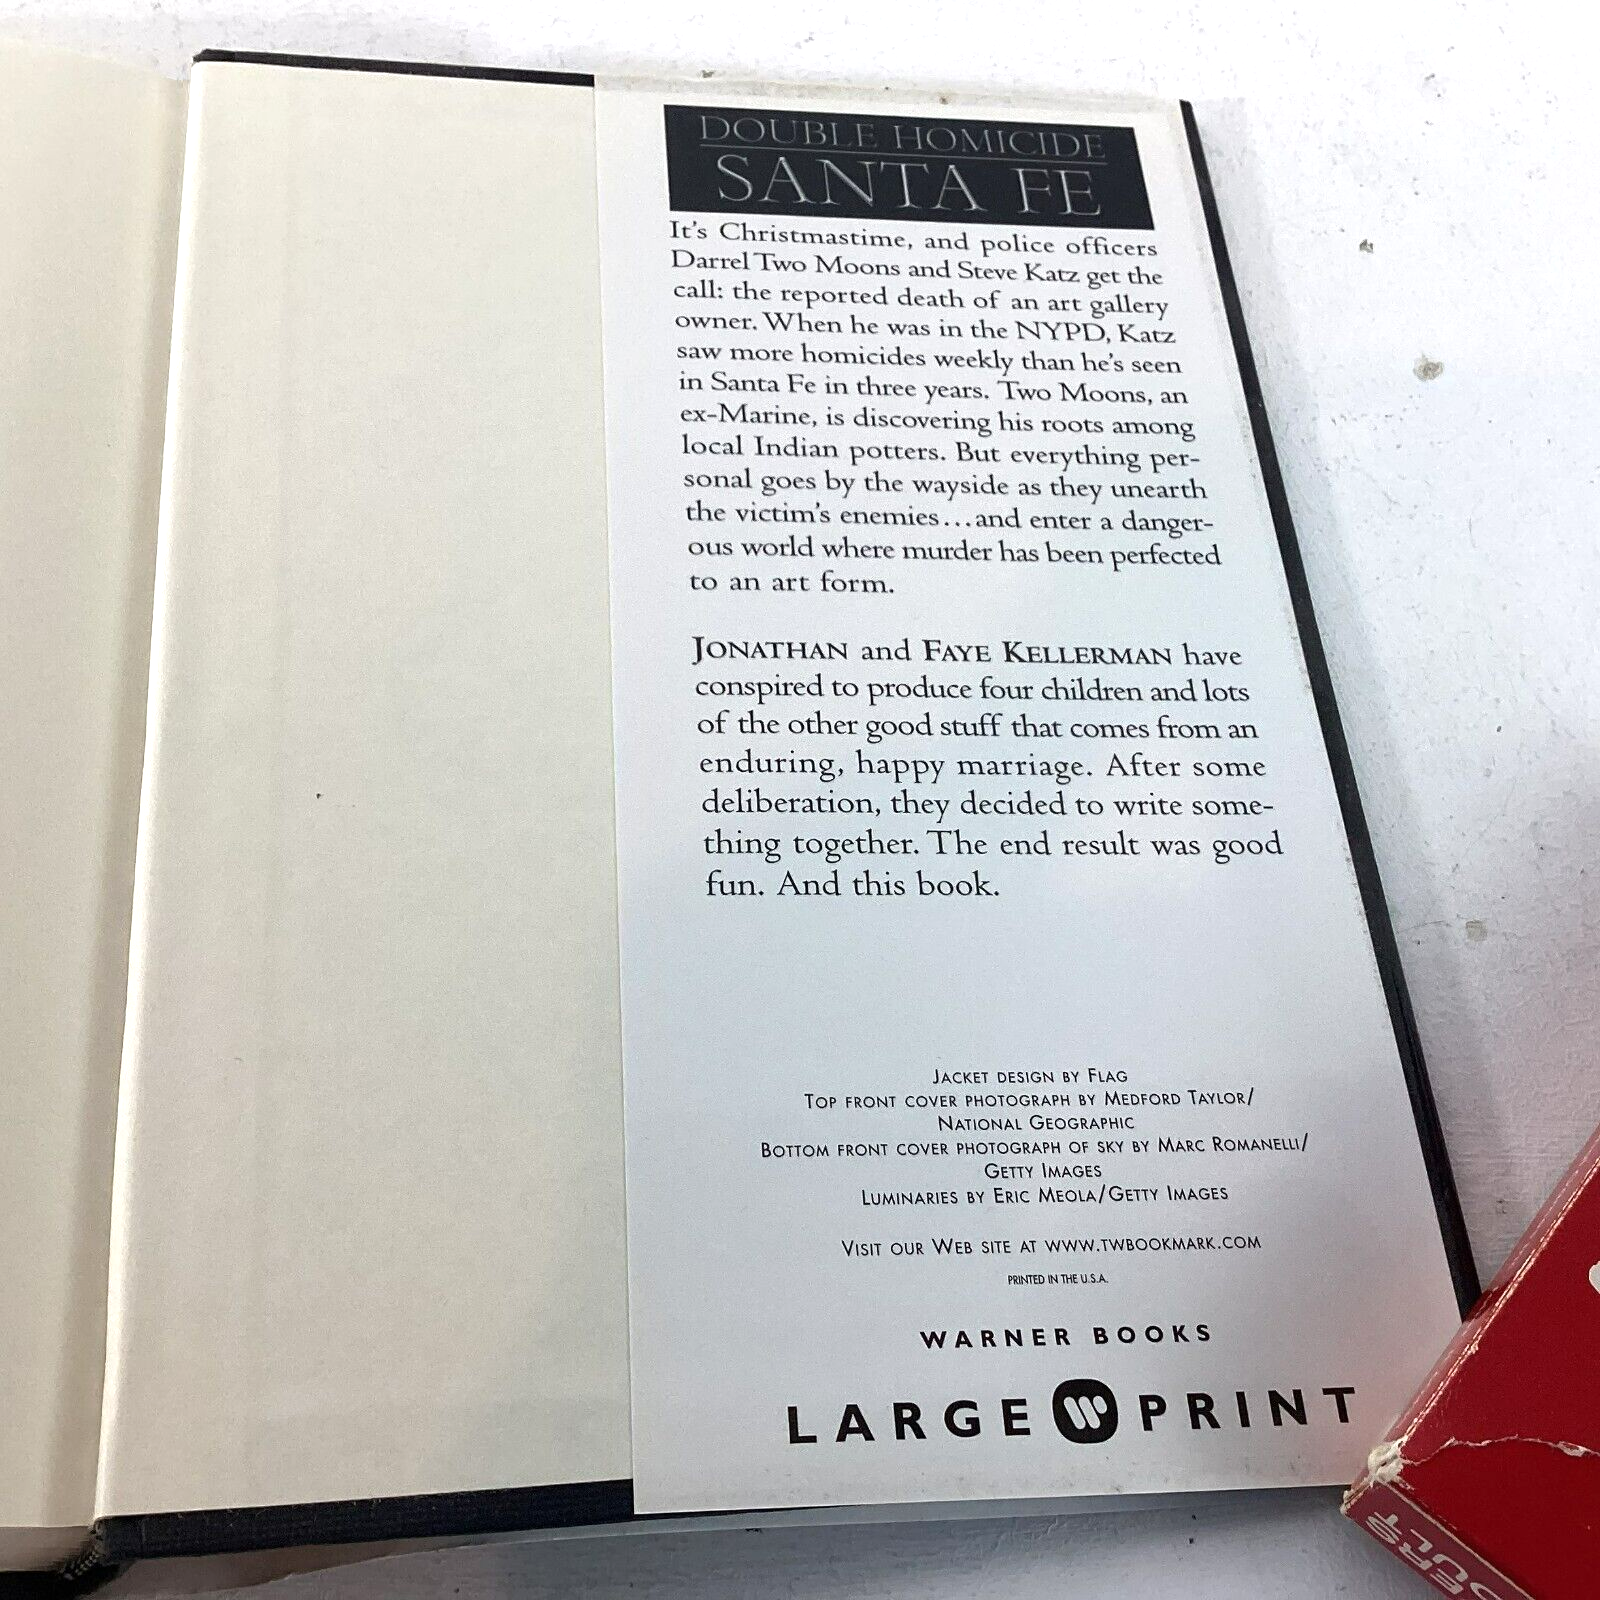 DOUBLE HOMICIDE
SANTA FE
It's Christmastime, and police officers
Darrel Two Moons and Steve Katz get the
call: the reported death of an art gallery
owner. When he was in the NYPD, Katz
saw more homicides weekly than he's seen
in Santa Fe in three years. Two Moons, an
ex-Marine, is discovering his roots among
local Indian potters. But everything per-
sonal goes by the wayside as they unearth
the victim's enemies...and enter a danger-
ous world where murder has been perfected
to an art form.
JONATHAN and FAYE KELLERMAN have
conspired to produce four children and lots
of the other good stuff that comes from an
enduring, happy marriage. After some
deliberation, they decided to write some-
thing together. The end result was good
fun. And this book.
JACKET DESIGN BY FLAG
TOP FRONT COVER PHOTOGRAPH BY MEDFORD TAYLOR/
NATIONAL GEOGRAPHIC
BOTTOM FRONT COVER PHOTOGRAPH OF SKY BY MARC ROMANELLI/
GETTY IMAGES
LUMINARIES BY ERIC MEOLA/GETTY IMAGES
VISIT OUR WEB SITE AT WWW.TWBOOKMARK.COM
PRINTED IN THE U.S.A.
WARNER BOOKS
LARGE PRINT